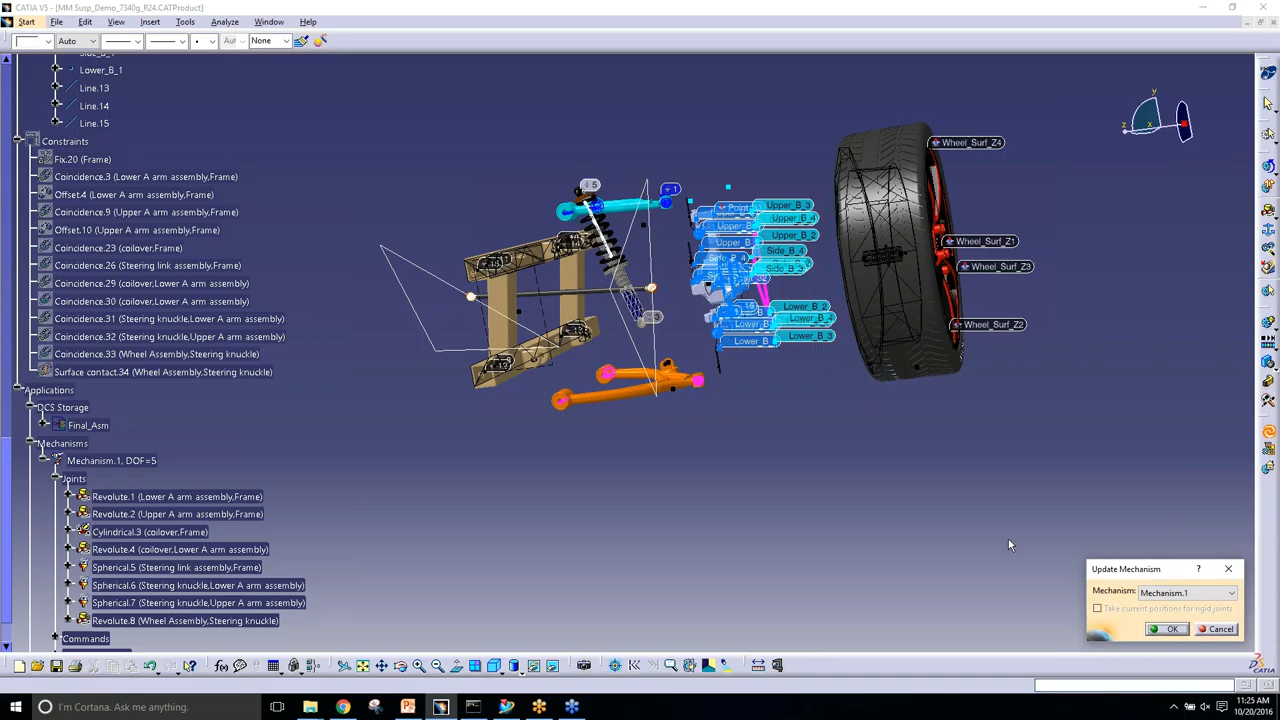 CATIA V5 - [MM Susp_Demo_7340g_R24.CATProduct]
Start File Edit View Insert Tools Analyze Window Help
Auto None
Lower_B_1
Line.13
Line.14
Line.15
Constraints
Fix.20 (Frame)
Coincidence.3 (Lower A arm assembly,Frame)
Offset.4 (Lower A arm assembly,Frame)
Coincidence.9 (Upper A arm assembly,Frame)
Offset.10 (Upper A arm assembly,Frame)
Coincidence.23 (coilover,Frame)
Coincidence.26 (Steering link assembly,Frame)
Coincidence.29 (coilover,Lower A arm assembly)
Coincidence.30 (coilover,Lower A arm assembly)
Coincidence.31 (Steering knuckle,Lower A arm assembly)
Coincidence.32 (Steering knuckle,Upper A arm assembly)
Coincidence.33 (Wheel Assembly,Steering knuckle)
Surface contact.34 (Wheel Assembly,Steering knuckle)
Applications
DCS Storage
Final_Asm
Mechanisms
Mechanism.1, DOF=5
Joints
Revolute.1 (Lower A arm assembly,Frame)
Revolute.2 (Upper A arm assembly,Frame)
Cylindrical.3 (coilover,Frame)
Revolute.4 (coilover,Lower A arm assembly)
Spherical.5 (Steering link assembly,Frame)
Spherical.6 (Steering knuckle,Lower A arm assembly)
Spherical.7 (Steering knuckle,Upper A arm assembly)
Revolute.8 (Wheel Assembly,Steering knuckle)
Commands
5
1
Point
Upper_B_3
Upper_B_4
Upper_B
Upper_B_2
Side_B_4
Side_B_3
Lower_B_2
Lower_B_4
Lower_B
Lower_B_3
Lower_B
Wheel_Surf_Z4
Wheel_Surf_Z1
Wheel_Surf_Z3
Wheel_Surf_Z2
y
z
x
Update Mechanism ?
Mechanism: Mechanism.1
Take current positions for rigid joints
OK Cancel
CATIA
I'm Cortana. Ask me anything.
11:25 AM
10/20/2016